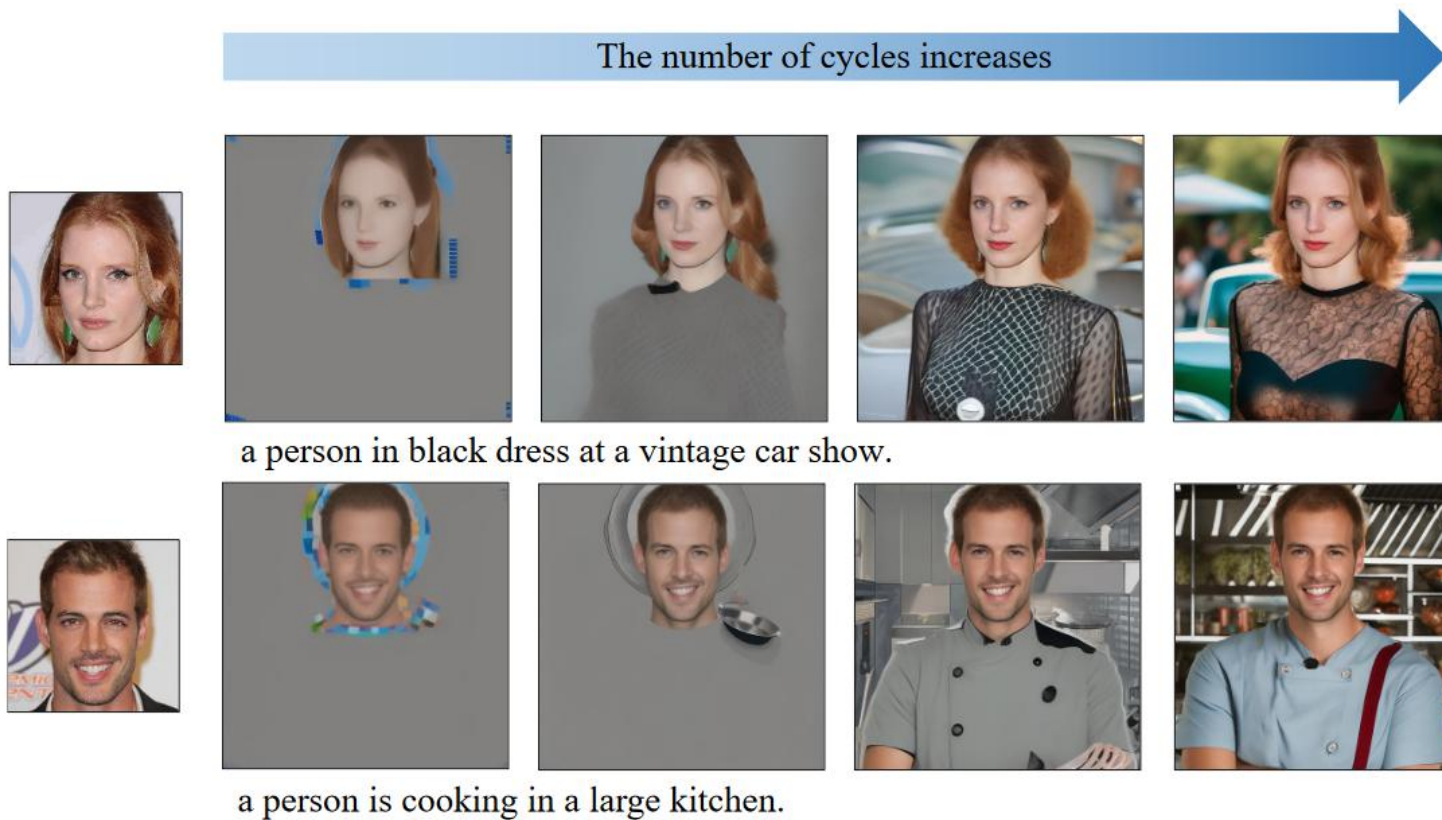 The number of cycles increases
a person in black dress at a vintage car show.
a person is cooking in a large kitchen.